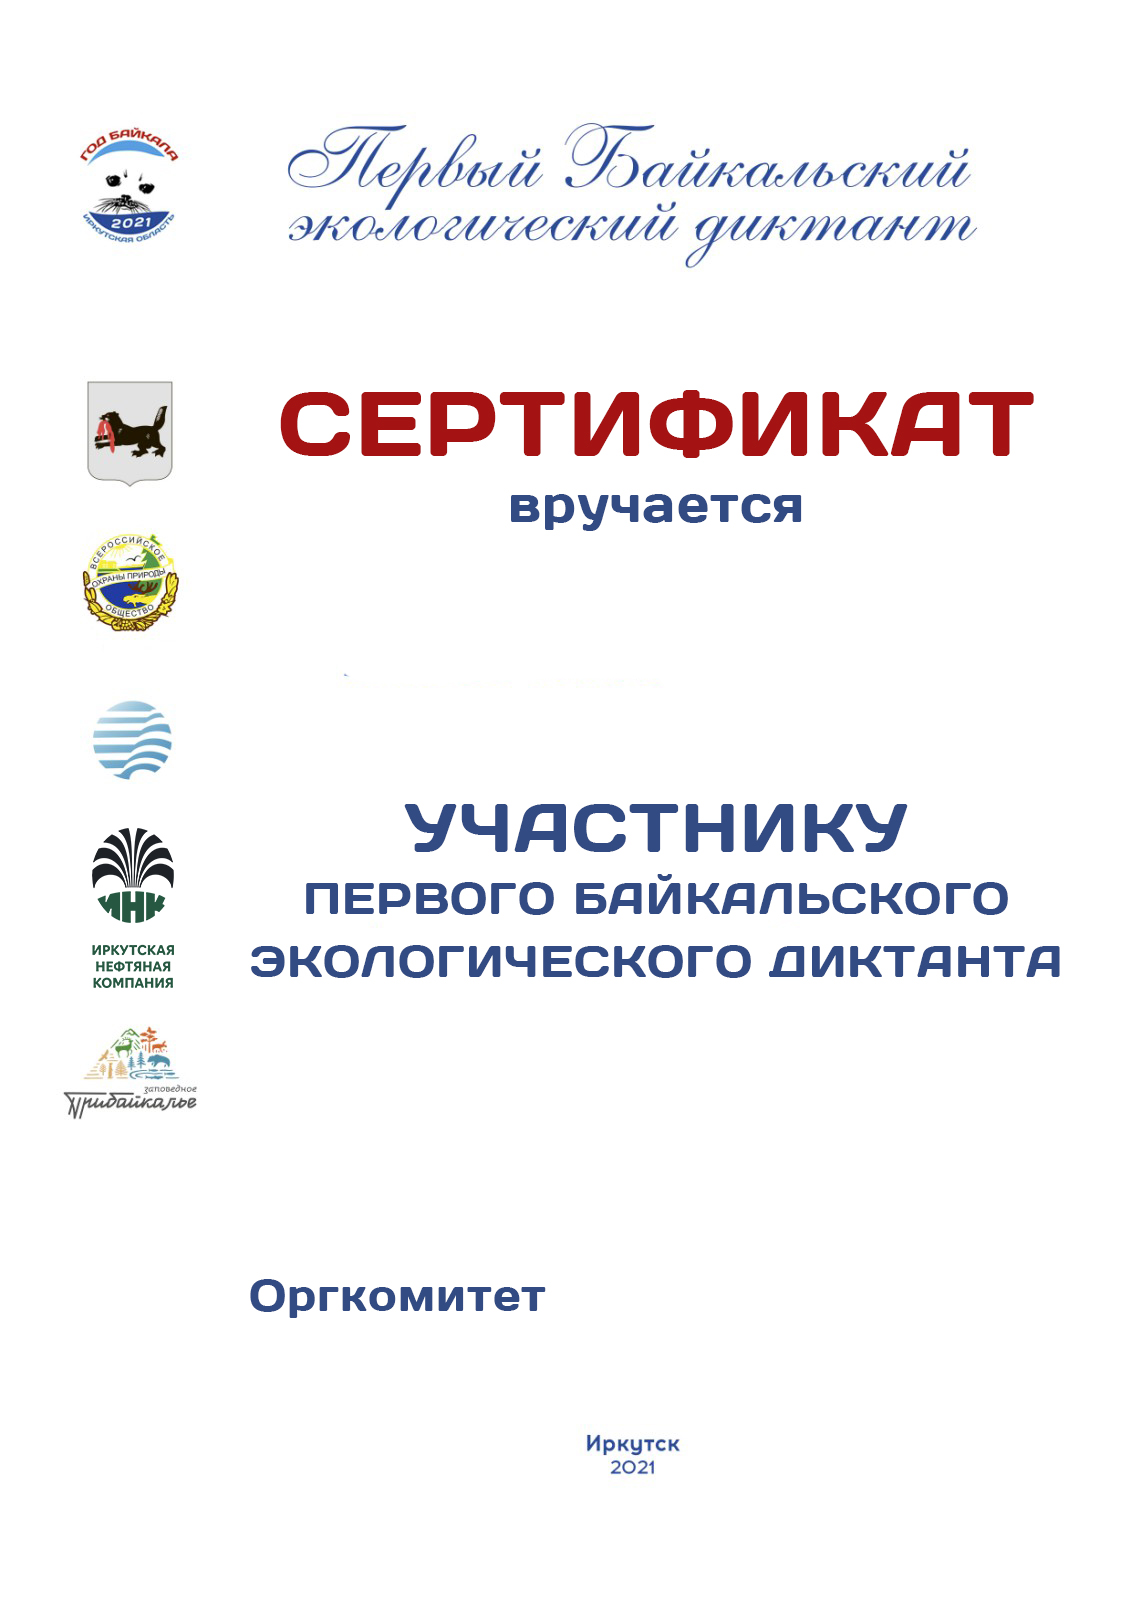 Первый Байкальский
экологический диктант
ГОД БАЙКАЛА
2021
ИРКУТСКАЯ ОБЛАСТЬ
СЕРТИФИКАТ
вручается
ВСЕРОССИЙСКОЕ
ОХРАНЫ ПРИРОДЫ
ОБЩЕСТВО
УЧАСТНИКУ
ПЕРВОГО БАЙКАЛЬСКОГО
ЭКОЛОГИЧЕСКОГО ДИКТАНТА
ИНК
ИРКУТСКАЯ
НЕФТЯНАЯ
КОМПАНИЯ
заповедное
Прибайкалье
Оргкомитет
Иркутск
2021